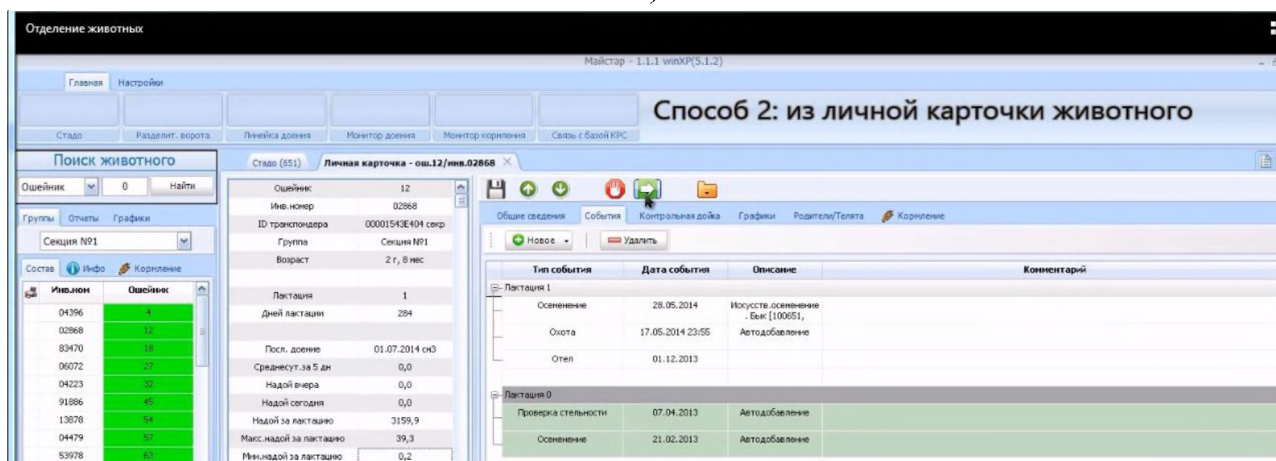 Отделение животных
Майстар - 1.1.1 winXP(5.1.2)
Главная Настройки
Способ 2: из личной карточки животного
Стадо Разделит. ворота Линейка доения Монитор доения Монитор кормления Связь с базой КРС
Поиск животного
Стадо (651) Личная карточка - ош.12/инв.02868
Ошейник 0 Найти
Группы Отчеты Графики
Секция №1
Состав Инфо Кормление
Инв.ном Ошейник
04396 4
02868 12
83470 18
06072 27
04223 32
91886 45
13878 54
04479 57
53978 63
Ошейник 12
Инв.номер 02868
ID транспондера 00001543E404 секр
Группа Секция №1
Возраст 2 г, 8 мес
Лактация 1
Дней лактации 284
Посл. доение 01.07.2014 см3
Среднесут.за 5 дн 0,0
Надой вчера 0,0
Надой сегодня 0,0
Надой за лактацию 3159,9
Макс.надой за лактацию 39,3
Мин.надой за лактацию 0,2
Общие сведения События Контрольная дойка Графики Родители/Телята Кормление
Новое Удалить
Тип события Дата события Описание Комментарий
Лактация 1
Осеменение 28.05.2014 Искусств.осеменение
. Бык [100651,
Охота 17.05.2014 23:55 Автодобавление
Отел 01.12.2013
Лактация 0
Проверка стельности 07.04.2013 Автодобавление
Осеменение 21.02.2013 Автодобавление